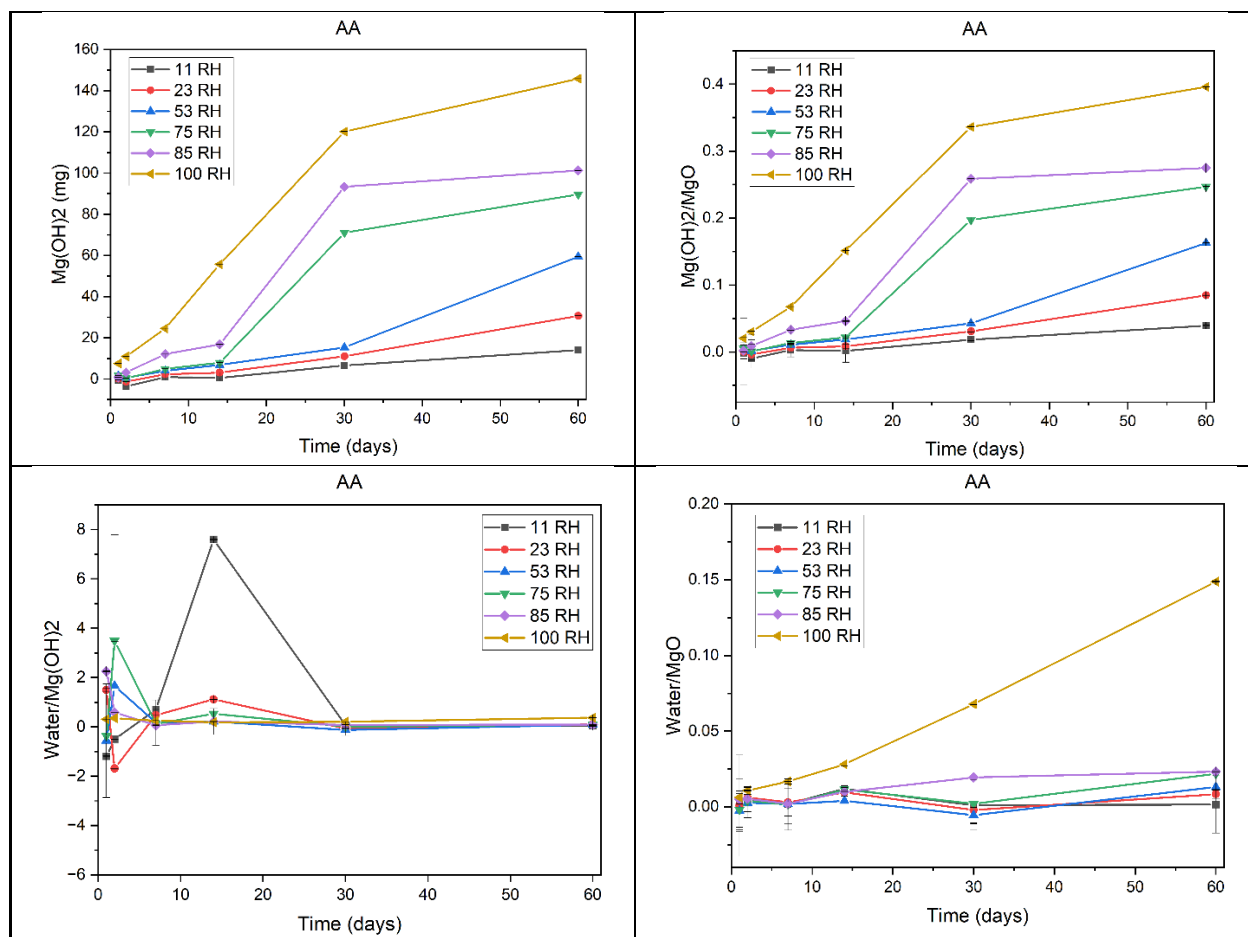 AA
160
140
120
100
80
60
40
20
0
Mg(OH)2 (mg)
11 RH
23 RH
53 RH
75 RH
85 RH
100 RH
0 10 20 30 40 50 60
Time (days)
AA
0.4
0.3
0.2
0.1
0.0
Mg(OH)2/MgO
11 RH
23 RH
53 RH
75 RH
85 RH
100 RH
0 10 20 30 40 50 60
Time (days)
AA
8
6
4
2
0
−2
−4
−6
Water/Mg(OH)2
11 RH
23 RH
53 RH
75 RH
85 RH
100 RH
0 10 20 30 40 50 60
Time (days)
AA
0.20
0.15
0.10
0.05
0.00
Water/MgO
11 RH
23 RH
53 RH
75 RH
85 RH
100 RH
0 10 20 30 40 50 60
Time (days)